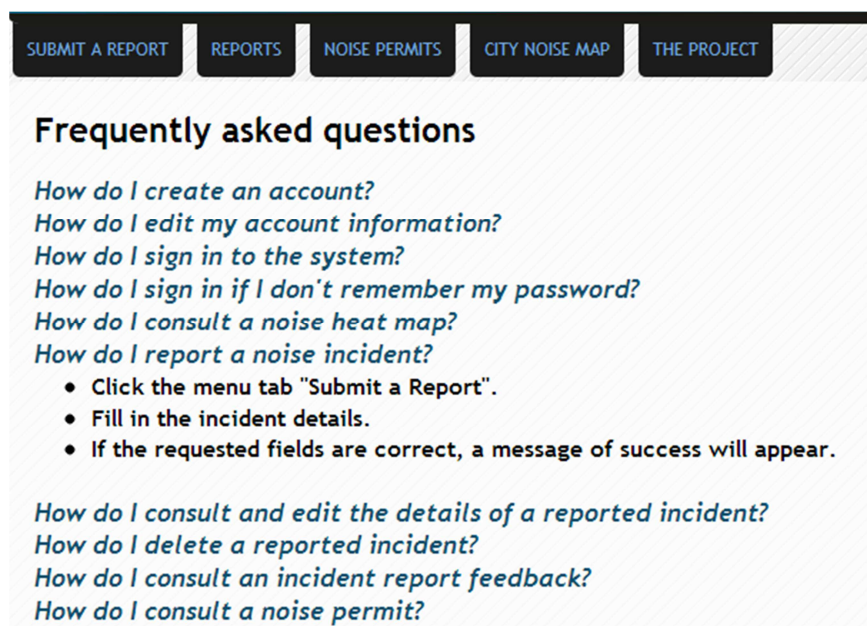 SUBMIT A REPORT REPORTS NOISE PERMITS CITY NOISE MAP THE PROJECT
Frequently asked questions
How do I create an account?
How do I edit my account information?
How do I sign in to the system?
How do I sign in if I don't remember my password?
How do I consult a noise heat map?
How do I report a noise incident?
• Click the menu tab "Submit a Report".
• Fill in the incident details.
• If the requested fields are correct, a message of success will appear.
How do I consult and edit the details of a reported incident?
How do I delete a reported incident?
How do I consult an incident report feedback?
How do I consult a noise permit?